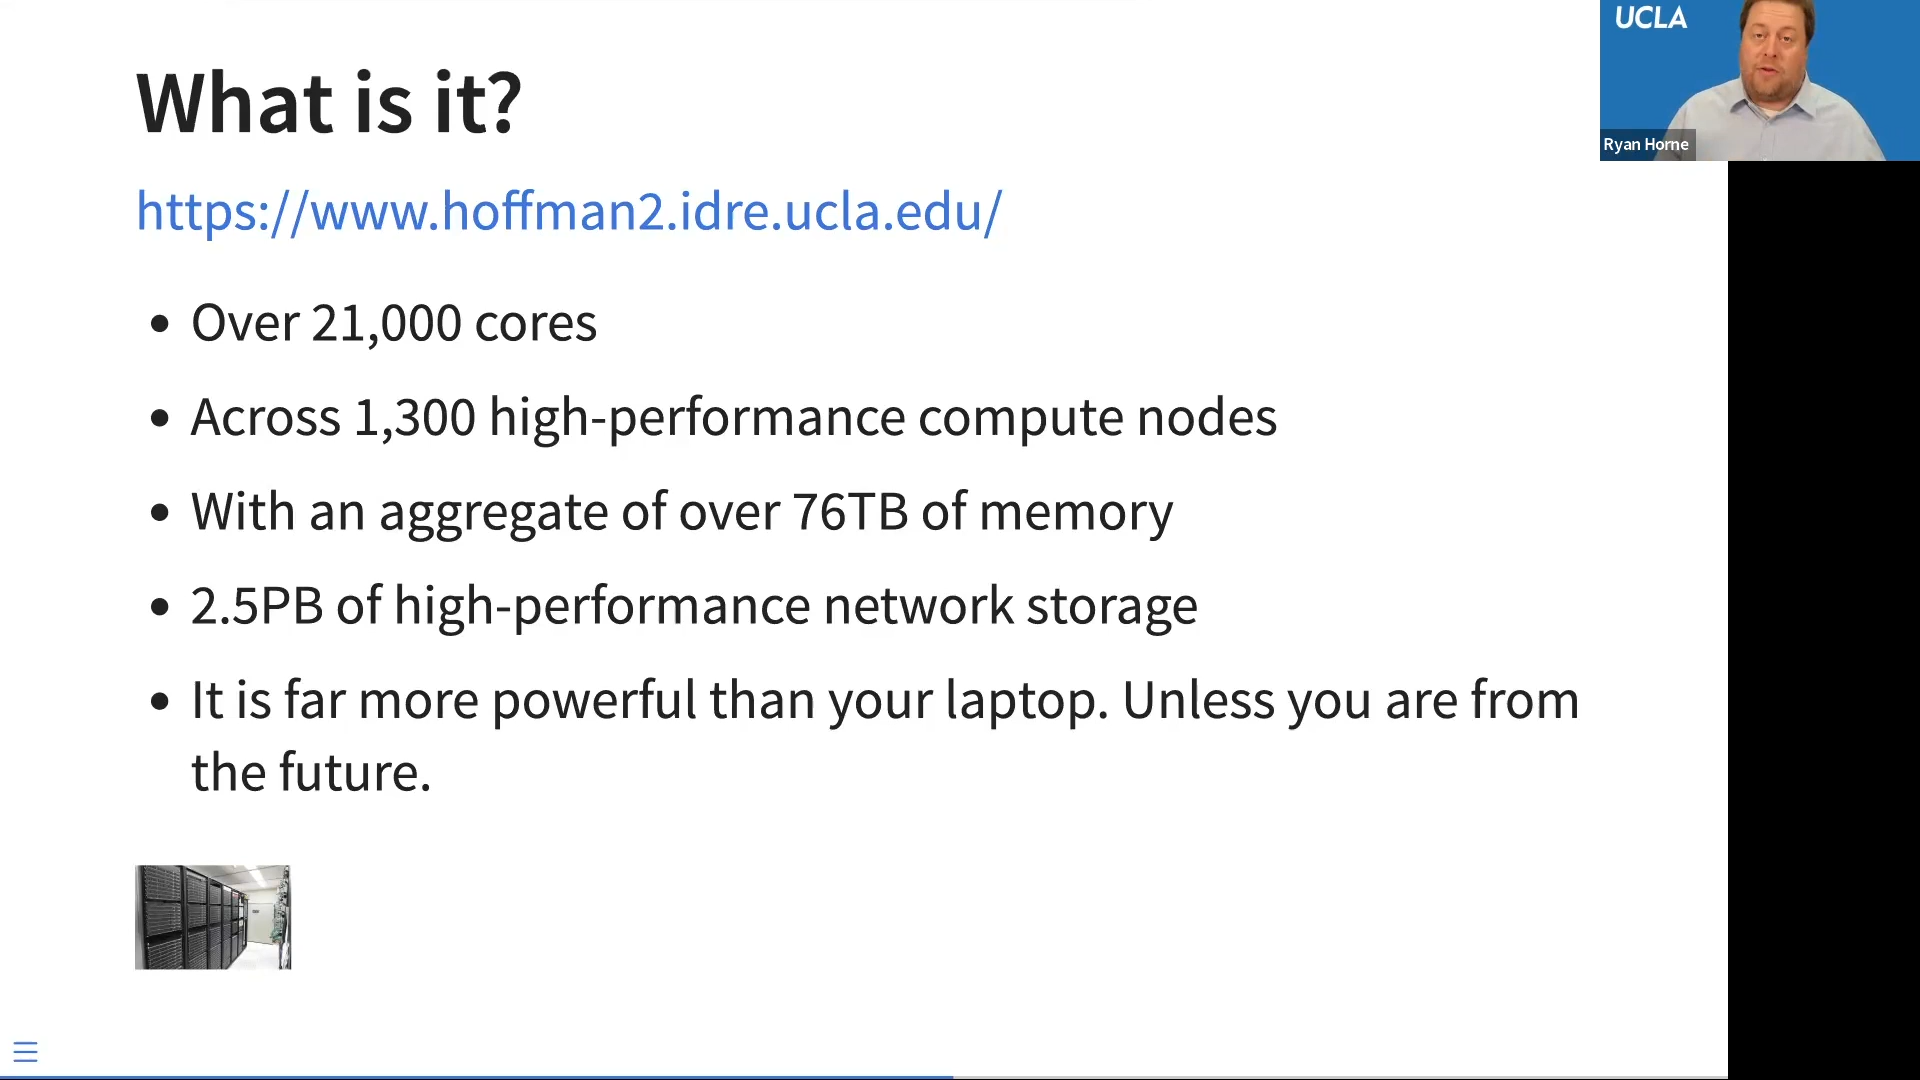 What is it?
https://www.hoffman2.idre.ucla.edu/
• Over 21,000 cores
• Across 1,300 high-performance compute nodes
• With an aggregate of over 76TB of memory
• 2.5PB of high-performance network storage
• It is far more powerful than your laptop. Unless you are from
the future.
UCLA
Ryan Horne